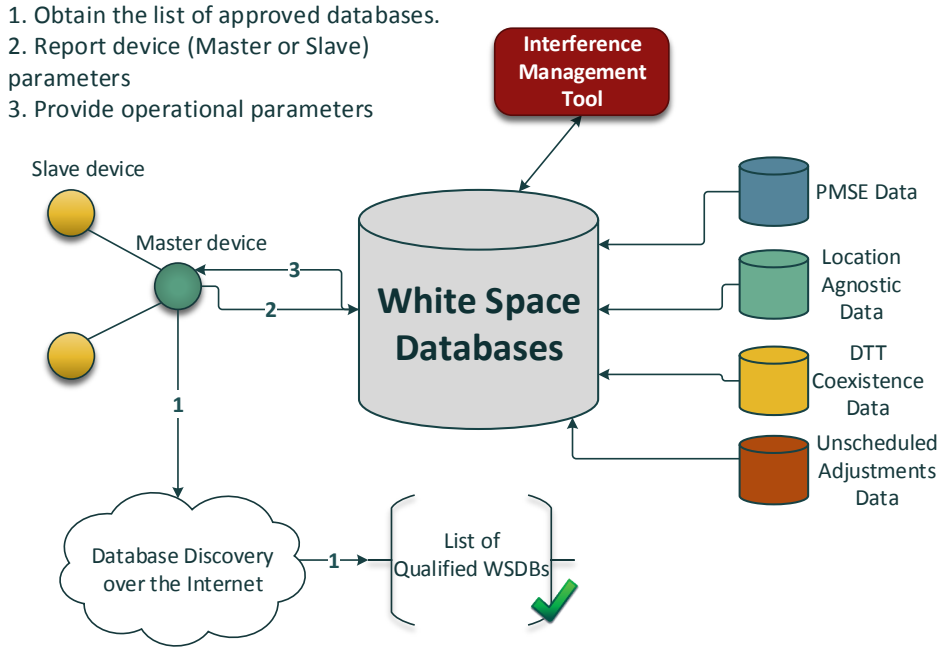 1. Obtain the list of approved databases.
2. Report device (Master or Slave)
parameters
3. Provide operational parameters
Interference
Management
Tool
Slave device
Master device
3
2
1
White Space
Databases
PMSE Data
Location
Agnostic
Data
DTT
Coexistence
Data
Unscheduled
Adjustments
Data
Database Discovery
over the Internet
1
List of
Qualified WSDBs